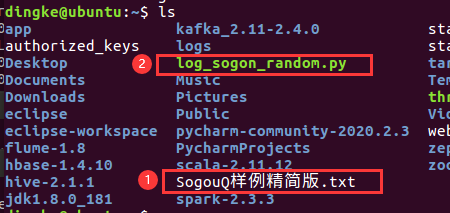 dingke@ubuntu:~$ ls
app kafka_2.11-2.4.0 sta
authorized_keys logs sta
Desktop 2 log_sogon_random.py tar
Documents Music Tem
Downloads Pictures thr
eclipse Public Vid
eclipse-workspace pycharm-community-2020.2.3 web
flume-1.8 PycharmProjects zep
hbase-1.4.10 scala-2.11.12 zoo
hive-2.1.1 1 SogouQ样例精简版.txt
jdk1.8.0_181 spark-2.3.3